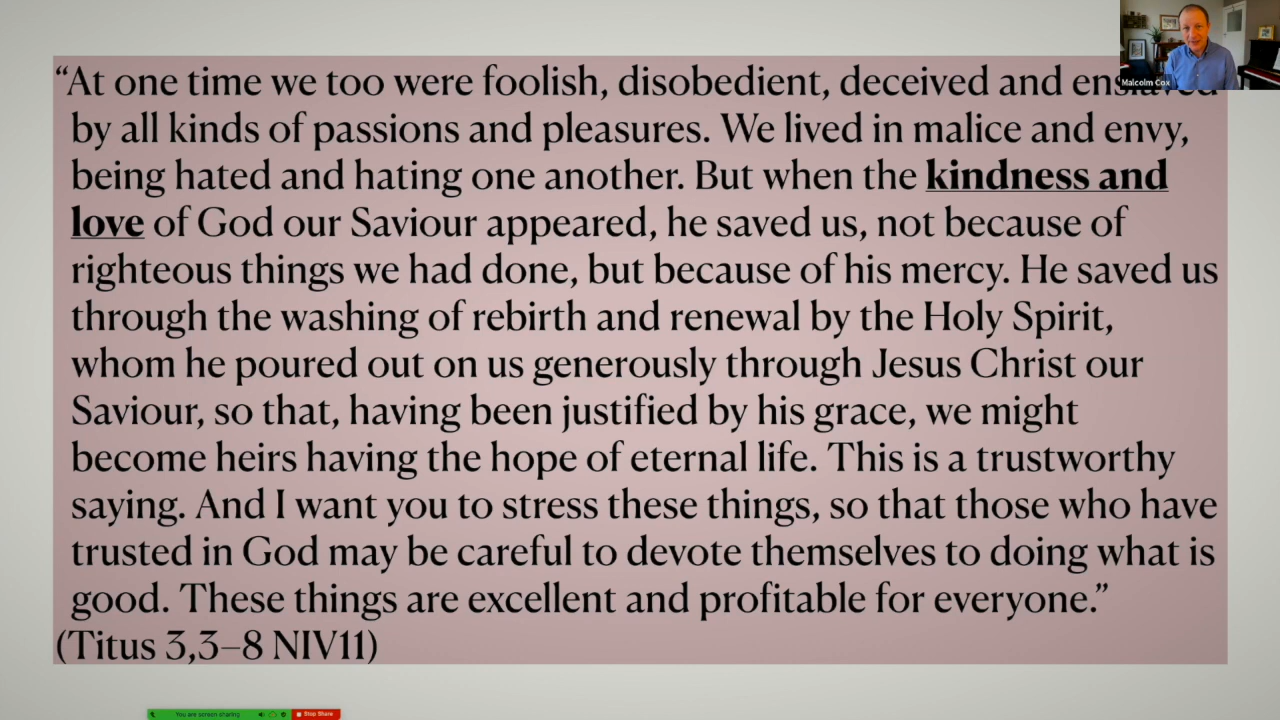 “At one time we too were foolish, disobedient, deceived and enslaved
by all kinds of passions and pleasures. We lived in malice and envy,
being hated and hating one another. But when the kindness and
love of God our Saviour appeared, he saved us, not because of
righteous things we had done, but because of his mercy. He saved us
through the washing of rebirth and renewal by the Holy Spirit,
whom he poured out on us generously through Jesus Christ our
Saviour, so that, having been justified by his grace, we might
become heirs having the hope of eternal life. This is a trustworthy
saying. And I want you to stress these things, so that those who have
trusted in God may be careful to devote themselves to doing what is
good. These things are excellent and profitable for everyone.”
(Titus 3,3–8 NIV11)
Malcolm Cox
You are screen sharing
Stop Share